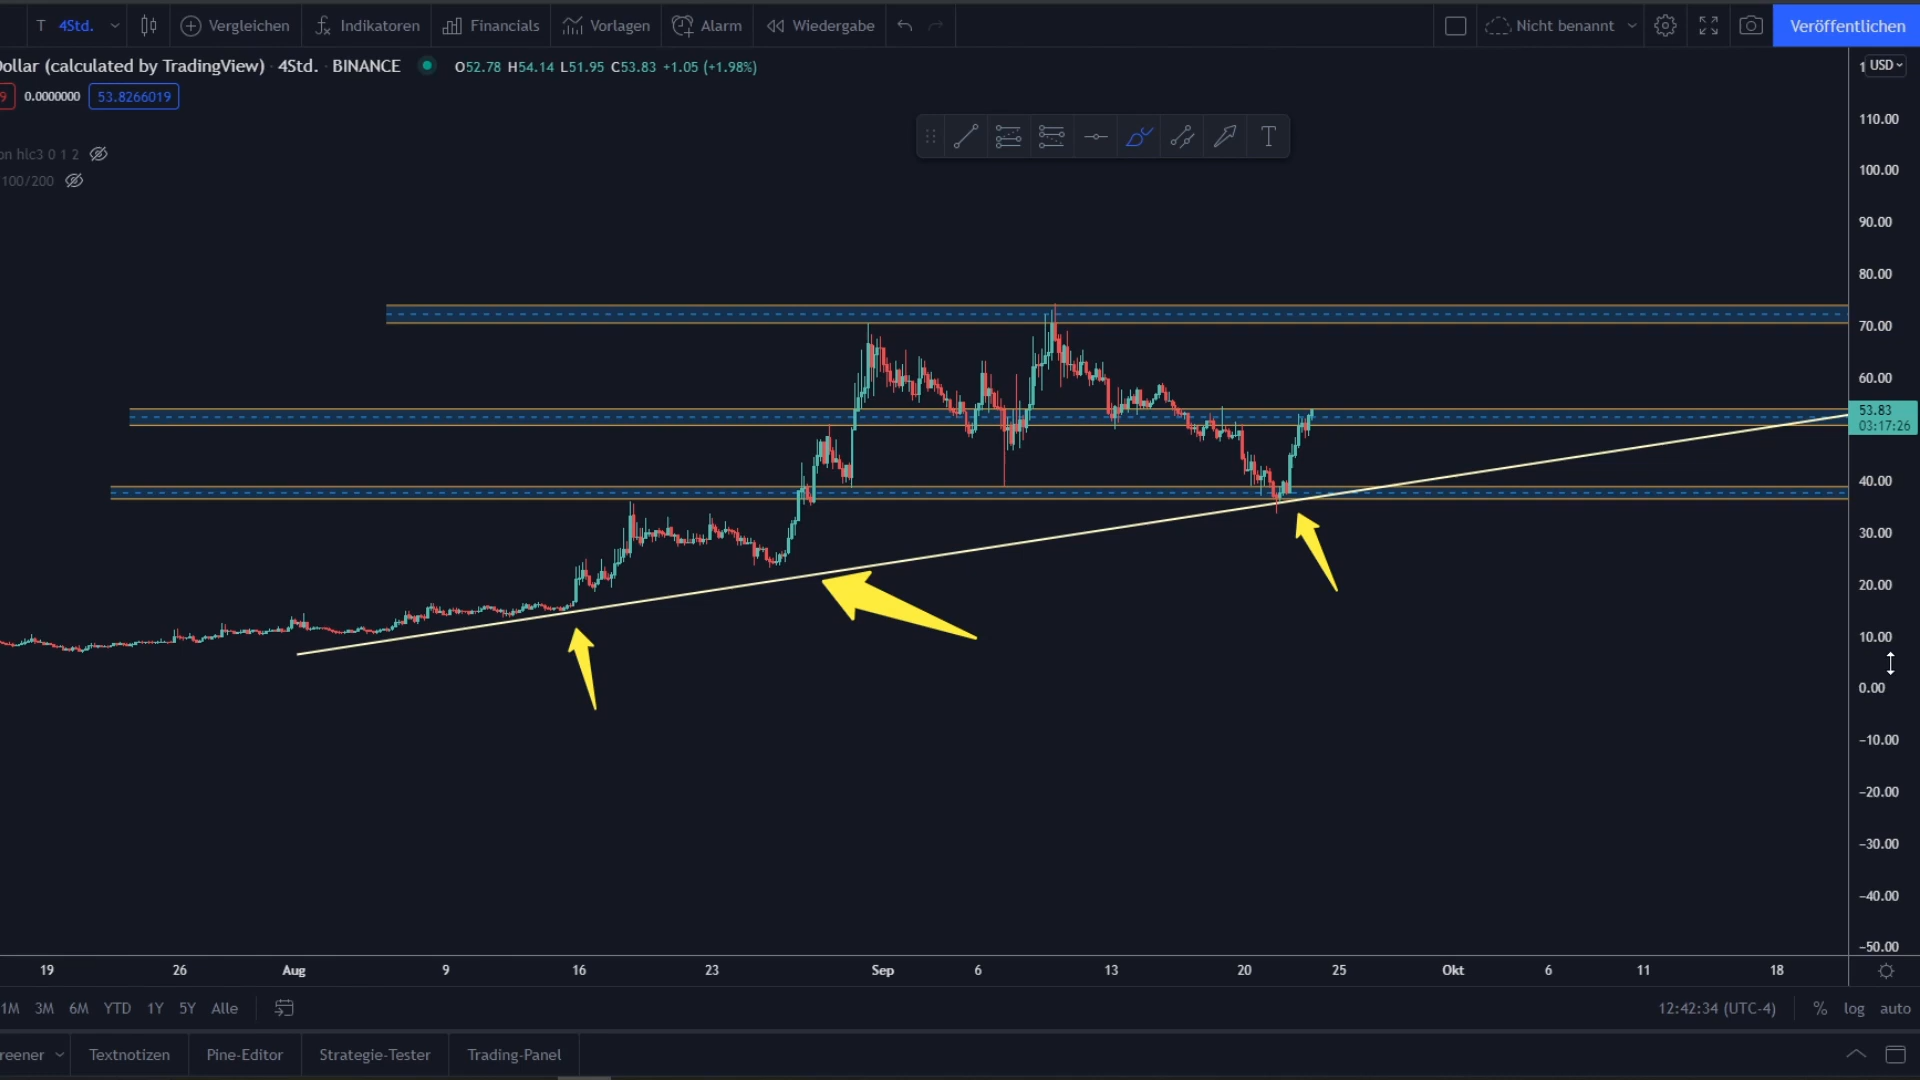 T 4Std. Vergleichen Indikatoren Financials Vorlagen Alarm Wiedergabe Nicht benannt Veröffentlichen
Dollar (calculated by TradingView) · 4Std. · BINANCE O52.78 H54.14 L51.95 C53.83 +1.05 (+1.98%)
USD
9 0.0000000 53.8266019
on hlc3 0 1 2
100/200
T
110.00
100.00
90.00
80.00
70.00
60.00
53.83
03:17:26
40.00
30.00
20.00
10.00
0.00
−10.00
−20.00
−30.00
−40.00
−50.00
19 26 Aug 9 16 23 Sep 6 13 20 25 Okt 6 11 18
1M 3M 6M YTD 1Y 5Y Alle 12:42:34 (UTC-4) % log auto
reener Textnotizen Pine-Editor Strategie-Tester Trading-Panel